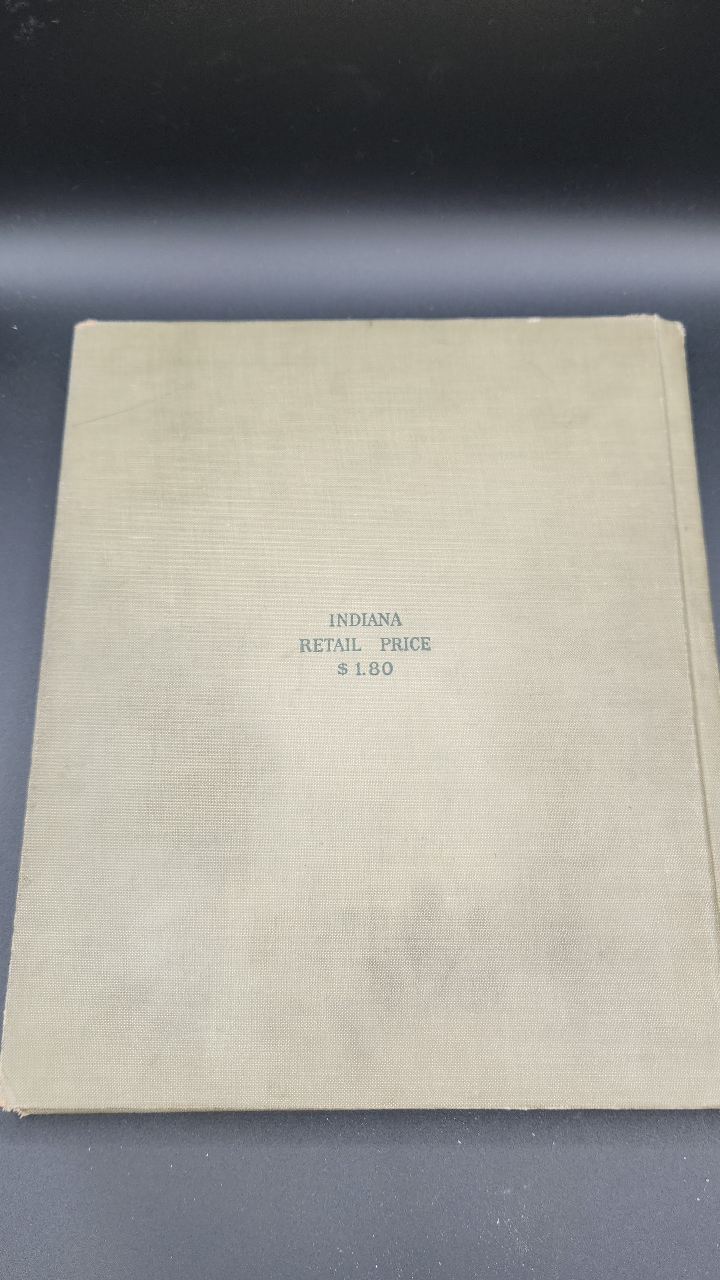 INDIANA
RETAIL PRICE
$ 1.80